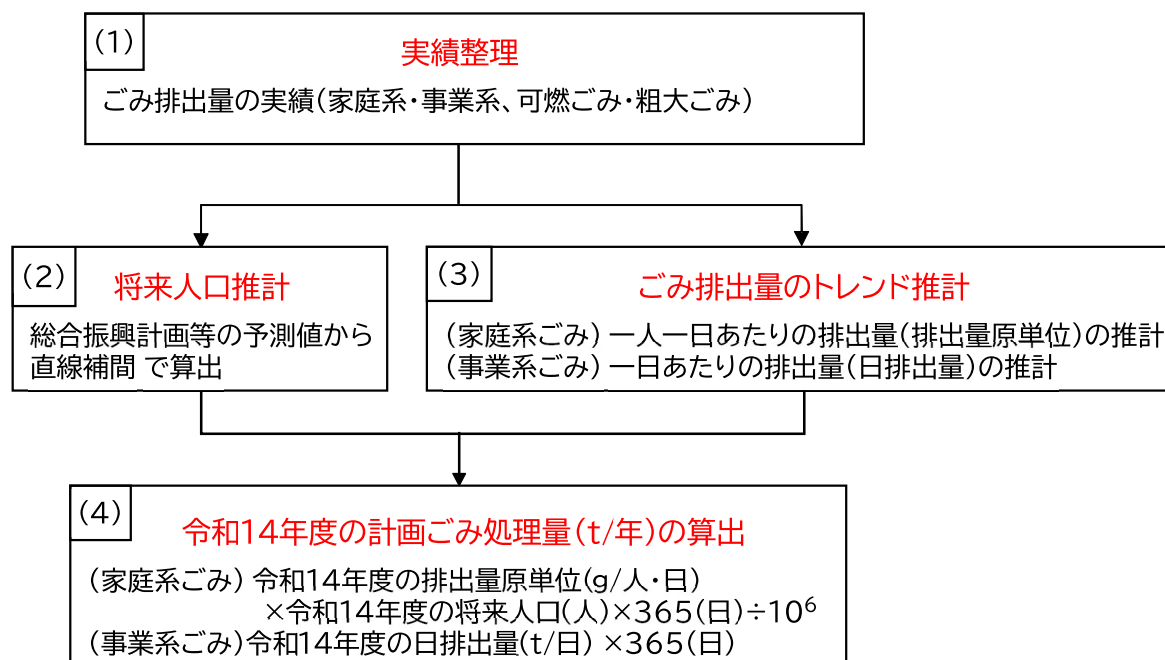 (1)
実績整理
ごみ排出量の実績(家庭系・事業系、可燃ごみ・粗大ごみ)
(2)
将来人口推計
総合振興計画等の予測値から
直線補間 で算出
(3)
ごみ排出量のトレンド推計
(家庭系ごみ) 一人一日あたりの排出量(排出量原単位)の推計
(事業系ごみ) 一日あたりの排出量(日排出量)の推計
(4)
令和14年度の計画ごみ処理量(t/年)の算出
(家庭系ごみ) 令和14年度の排出量原単位(g/人・日)
×令和14年度の将来人口(人)×365(日)÷10⁶
(事業系ごみ)令和14年度の日排出量(t/日) ×365(日)